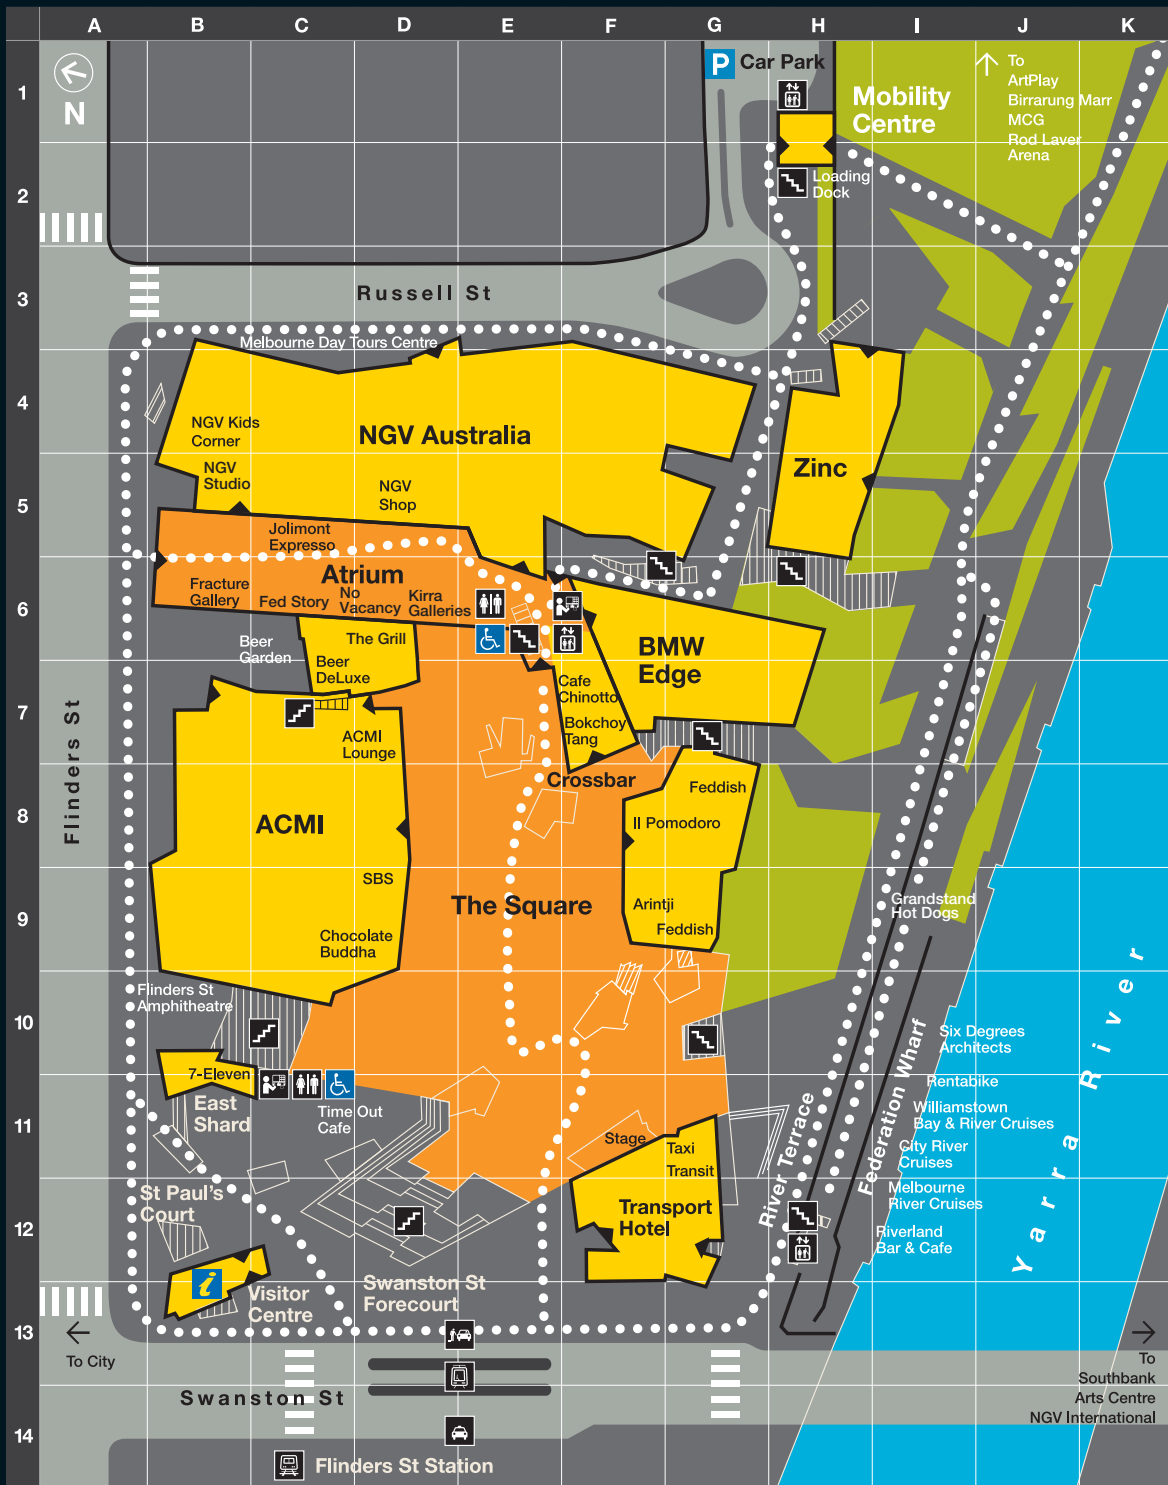 A B C D E F G H I J K
1
2
3
4
5
6
7
8
9
10
11
12
13
14
N
P Car Park
Mobility
Centre
To
ArtPlay
Birrarung Marr
MCG
Rod Laver
Arena
Loading
Dock
Russell St
Melbourne Day Tours Centre
NGV Kids
Corner
NGV Australia
NGV
Studio
NGV
Shop
Zinc
Jolimont
Expresso
Atrium
Fracture
Gallery
Fed Story
No
Vacancy
Kirra
Galleries
Beer
Garden
The Grill
Beer
DeLuxe
BMW
Edge
Cafe
Chinotto
Bokchoy
Tang
Flinders St
ACMI
Lounge
Crossbar
Feddish
Il Pomodoro
ACMI
SBS
The Square
Arintji
Feddish
Grandstand
Hot Dogs
Chocolate
Buddha
Flinders St
Amphitheatre
7-Eleven
East
Shard
Time Out
Cafe
Six Degrees
Architects
Rentabike
Williamstown
Bay & River Cruises
City River
Cruises
Melbourne
River Cruises
Riverland
Bar & Cafe
Yarra River
Federation Wharf
River Terrace
Stage
Taxi
Transit
Transport
Hotel
St Paul's
Court
i
Visitor
Centre
Swanston St
Forecourt
To City
To
Southbank
Arts Centre
NGV International
Swanston St
Flinders St Station